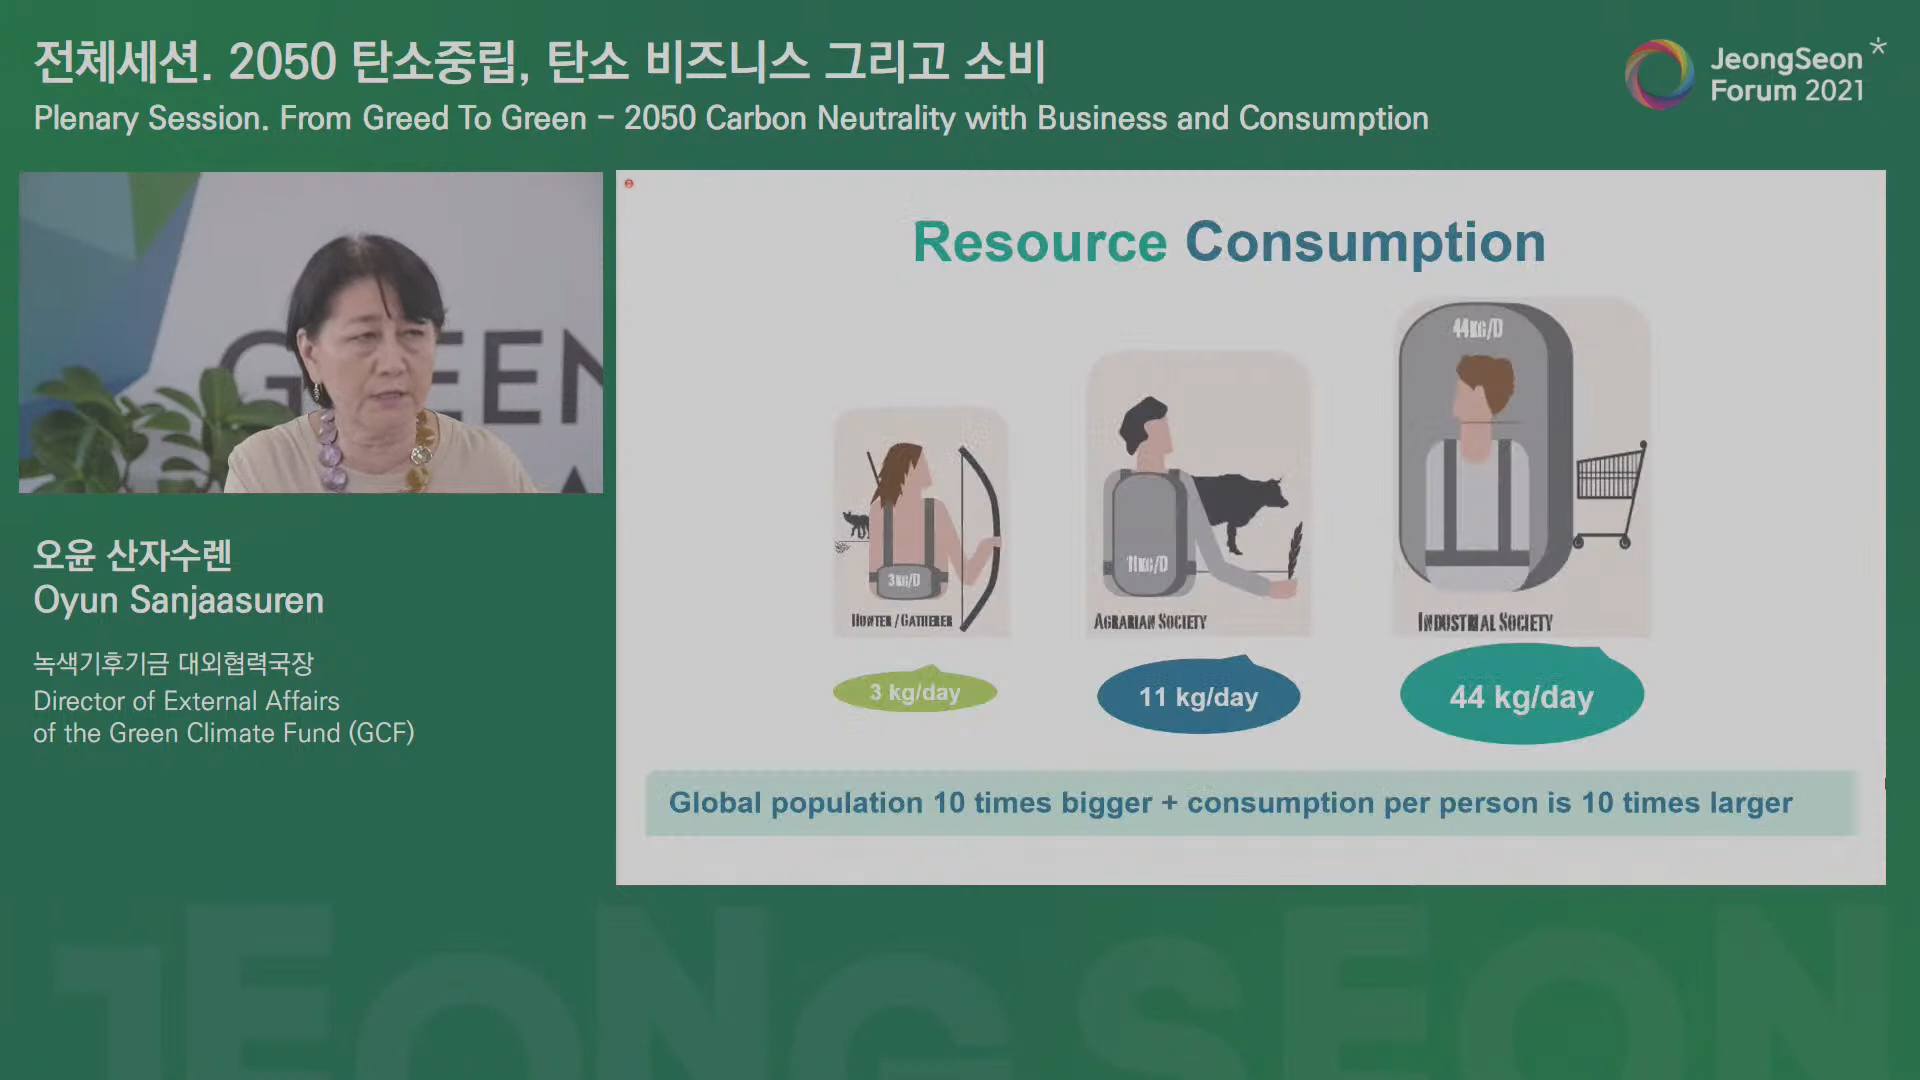 전체세션. 2050 탄소중립, 탄소 비즈니스 그리고 소비
Plenary Session. From Greed To Green – 2050 Carbon Neutrality with Business and Consumption
JeongSeon*
Forum 2021
GREEN
오윤 산자수렌
Oyun Sanjaasuren
녹색기후기금 대외협력국장
Director of External Affairs
of the Green Climate Fund (GCF)
Resource Consumption
3KG/D
HUNTER / GATHERER
11KG/D
AGRARIAN SOCIETY
44KG/D
INDUSTRIAL SOCIETY
3 kg/day
11 kg/day
44 kg/day
Global population 10 times bigger + consumption per person is 10 times larger
JEONG SEON